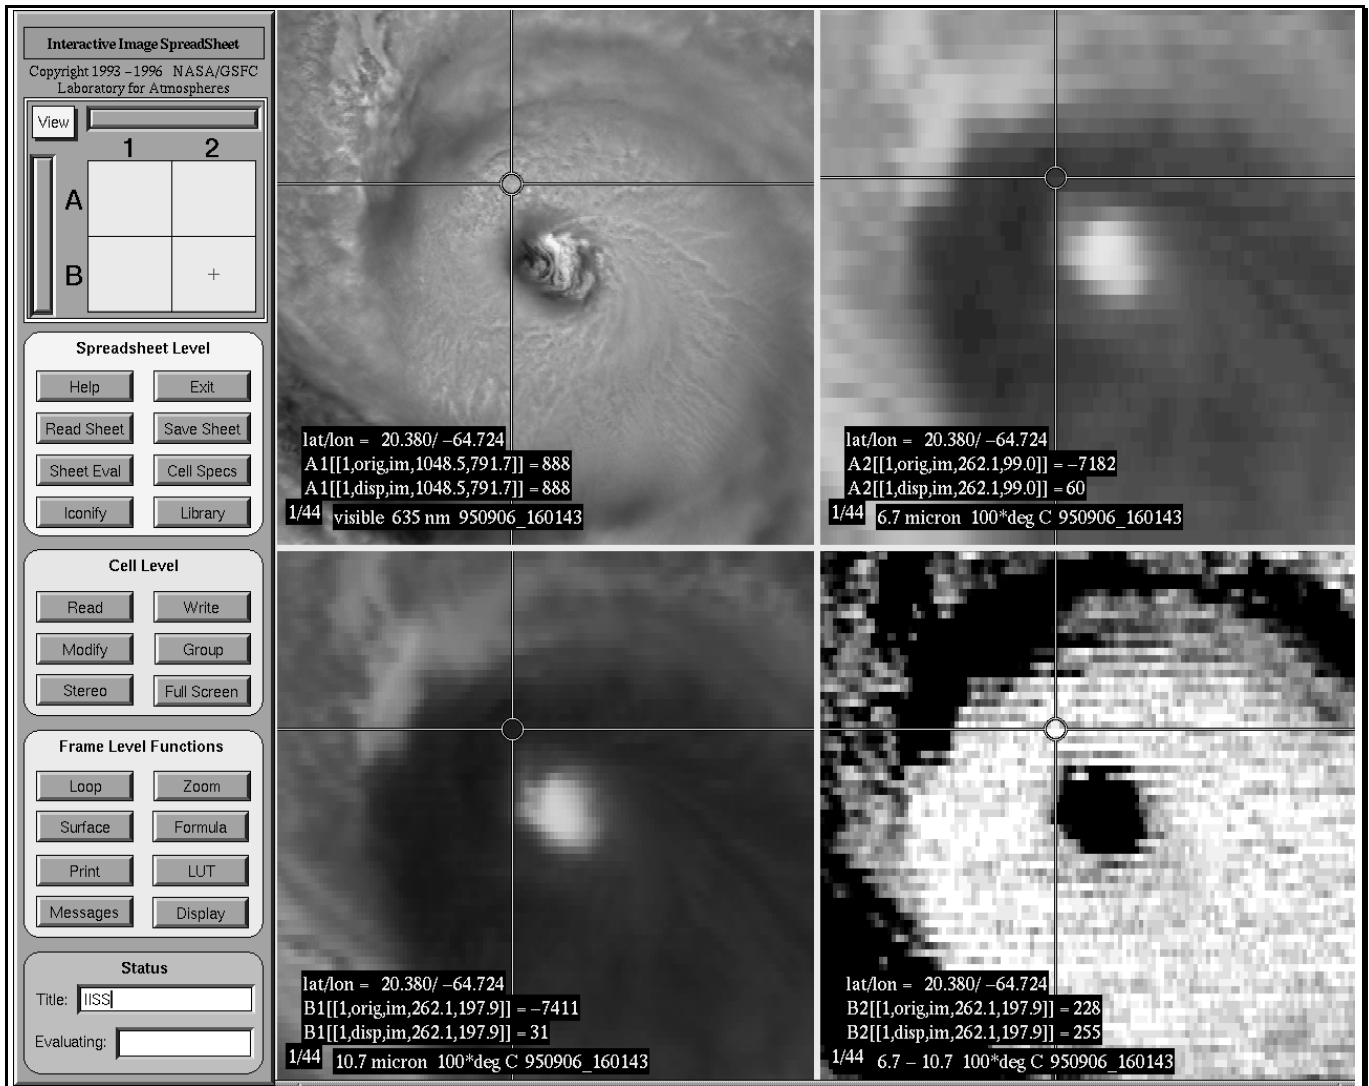 Interactive Image SpreadSheet
Copyright 1993 – 1996 NASA/GSFC
Laboratory for Atmospheres
View
1 2
A
B
Spreadsheet Level
Help Exit
Read Sheet Save Sheet
Sheet Eval Cell Specs
Iconify Library
Cell Level
Read Write
Modify Group
Stereo Full Screen
Frame Level Functions
Loop Zoom
Surface Formula
Print LUT
Messages Display
Status
Title: IISS
Evaluating:
lat/lon = 20.380/ –64.724
A1[[1,orig,im,1048.5,791.7]] = 888
A1[[1,disp,im,1048.5,791.7]] = 888
1/44 visible 635 nm 950906_160143
lat/lon = 20.380/ –64.724
A2[[1,orig,im,262.1,99.0]] = –7182
A2[[1,disp,im,262.1,99.0]] = 60
1/44 6.7 micron 100*deg C 950906_160143
lat/lon = 20.380/ –64.724
B1[[1,orig,im,262.1,197.9]] = –7411
B1[[1,disp,im,262.1,197.9]] = 31
1/44 10.7 micron 100*deg C 950906_160143
lat/lon = 20.380/ –64.724
B2[[1,orig,im,262.1,197.9]] = 228
B2[[1,disp,im,262.1,197.9]] = 255
1/44 6.7 – 10.7 100*deg C 950906_160143